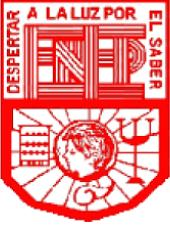 DESPERTAR A LA LUZ POR EL SABER
ENP